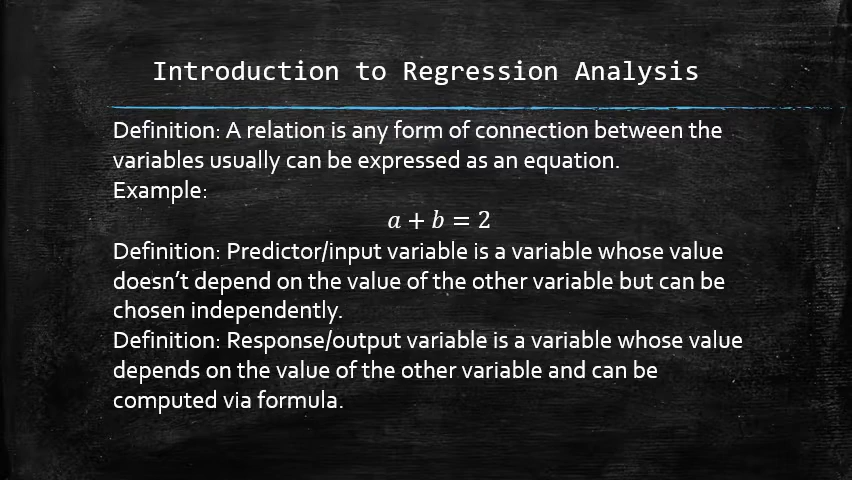 Introduction to Regression Analysis
Definition: A relation is any form of connection between the
variables usually can be expressed as an equation.
Example:
a + b = 2
Definition: Predictor/input variable is a variable whose value
doesn’t depend on the value of the other variable but can be
chosen independently.
Definition: Response/output variable is a variable whose value
depends on the value of the other variable and can be
computed via formula.